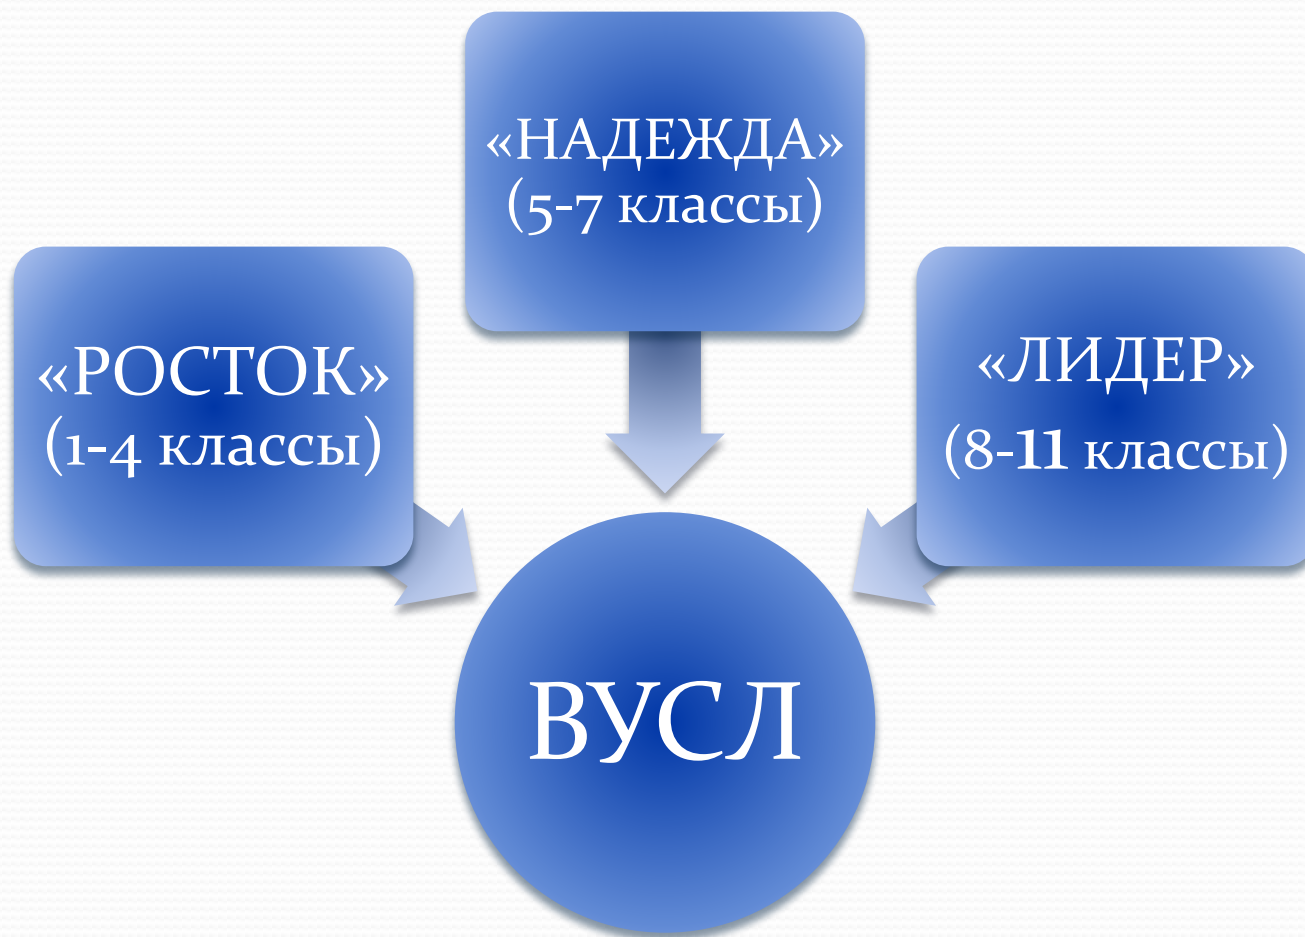 «НАДЕЖДА»
(5-7 классы)
«РОСТОК»
(1-4 классы)
«ЛИДЕР»
(8-11 классы)
ВУСЛ